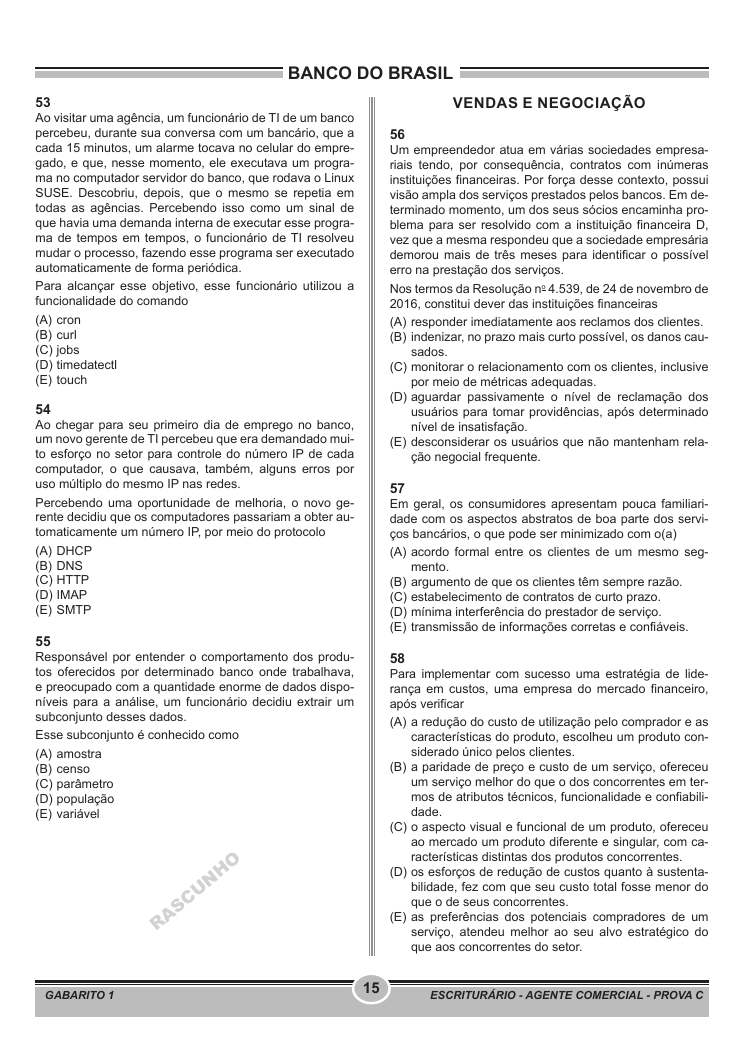 BANCO DO BRASIL
53
Ao visitar uma agência, um funcionário de TI de um banco
percebeu, durante sua conversa com um bancário, que a
cada 15 minutos, um alarme tocava no celular do empre-
gado, e que, nesse momento, ele executava um progra-
ma no computador servidor do banco, que rodava o Linux
SUSE. Descobriu, depois, que o mesmo se repetia em
todas as agências. Percebendo isso como um sinal de
que havia uma demanda interna de executar esse progra-
ma de tempos em tempos, o funcionário de TI resolveu
mudar o processo, fazendo esse programa ser executado
automaticamente de forma periódica.
Para alcançar esse objetivo, esse funcionário utilizou a
funcionalidade do comando
(A) cron
(B) curl
(C) jobs
(D) timedatectl
(E) touch
54
Ao chegar para seu primeiro dia de emprego no banco,
um novo gerente de TI percebeu que era demandado mui-
to esforço no setor para controle do número IP de cada
computador, o que causava, também, alguns erros por
uso múltiplo do mesmo IP nas redes.
Percebendo uma oportunidade de melhoria, o novo ge-
rente decidiu que os computadores passariam a obter au-
tomaticamente um número IP, por meio do protocolo
(A) DHCP
(B) DNS
(C) HTTP
(D) IMAP
(E) SMTP
55
Responsável por entender o comportamento dos produ-
tos oferecidos por determinado banco onde trabalhava,
e preocupado com a quantidade enorme de dados dispo-
níveis para a análise, um funcionário decidiu extrair um
subconjunto desses dados.
Esse subconjunto é conhecido como
(A) amostra
(B) censo
(C) parâmetro
(D) população
(E) variável
RASCUNHO
VENDAS E NEGOCIAÇÃO
56
Um empreendedor atua em várias sociedades empresa-
riais tendo, por consequência, contratos com inúmeras
instituições financeiras. Por força desse contexto, possui
visão ampla dos serviços prestados pelos bancos. Em de-
terminado momento, um dos seus sócios encaminha pro-
blema para ser resolvido com a instituição financeira D,
vez que a mesma respondeu que a sociedade empresária
demorou mais de três meses para identificar o possível
erro na prestação dos serviços.
Nos termos da Resolução nº 4.539, de 24 de novembro de
2016, constitui dever das instituições financeiras
(A) responder imediatamente aos reclamos dos clientes.
(B) indenizar, no prazo mais curto possível, os danos cau-
sados.
(C) monitorar o relacionamento com os clientes, inclusive
por meio de métricas adequadas.
(D) aguardar passivamente o nível de reclamação dos
usuários para tomar providências, após determinado
nível de insatisfação.
(E) desconsiderar os usuários que não mantenham rela-
ção negocial frequente.
57
Em geral, os consumidores apresentam pouca familiari-
dade com os aspectos abstratos de boa parte dos servi-
ços bancários, o que pode ser minimizado com o(a)
(A) acordo formal entre os clientes de um mesmo seg-
mento.
(B) argumento de que os clientes têm sempre razão.
(C) estabelecimento de contratos de curto prazo.
(D) mínima interferência do prestador de serviço.
(E) transmissão de informações corretas e confiáveis.
58
Para implementar com sucesso uma estratégia de lide-
rança em custos, uma empresa do mercado financeiro,
após verificar
(A) a redução do custo de utilização pelo comprador e as
características do produto, escolheu um produto con-
siderado único pelos clientes.
(B) a paridade de preço e custo de um serviço, ofereceu
um serviço melhor do que o dos concorrentes em ter-
mos de atributos técnicos, funcionalidade e confiabili-
dade.
(C) o aspecto visual e funcional de um produto, ofereceu
ao mercado um produto diferente e singular, com ca-
racterísticas distintas dos produtos concorrentes.
(D) os esforços de redução de custos quanto à sustenta-
bilidade, fez com que seu custo total fosse menor do
que o de seus concorrentes.
(E) as preferências dos potenciais compradores de um
serviço, atendeu melhor ao seu alvo estratégico do
que aos concorrentes do setor.
GABARITO 1
15
ESCRITURÁRIO - AGENTE COMERCIAL - PROVA C